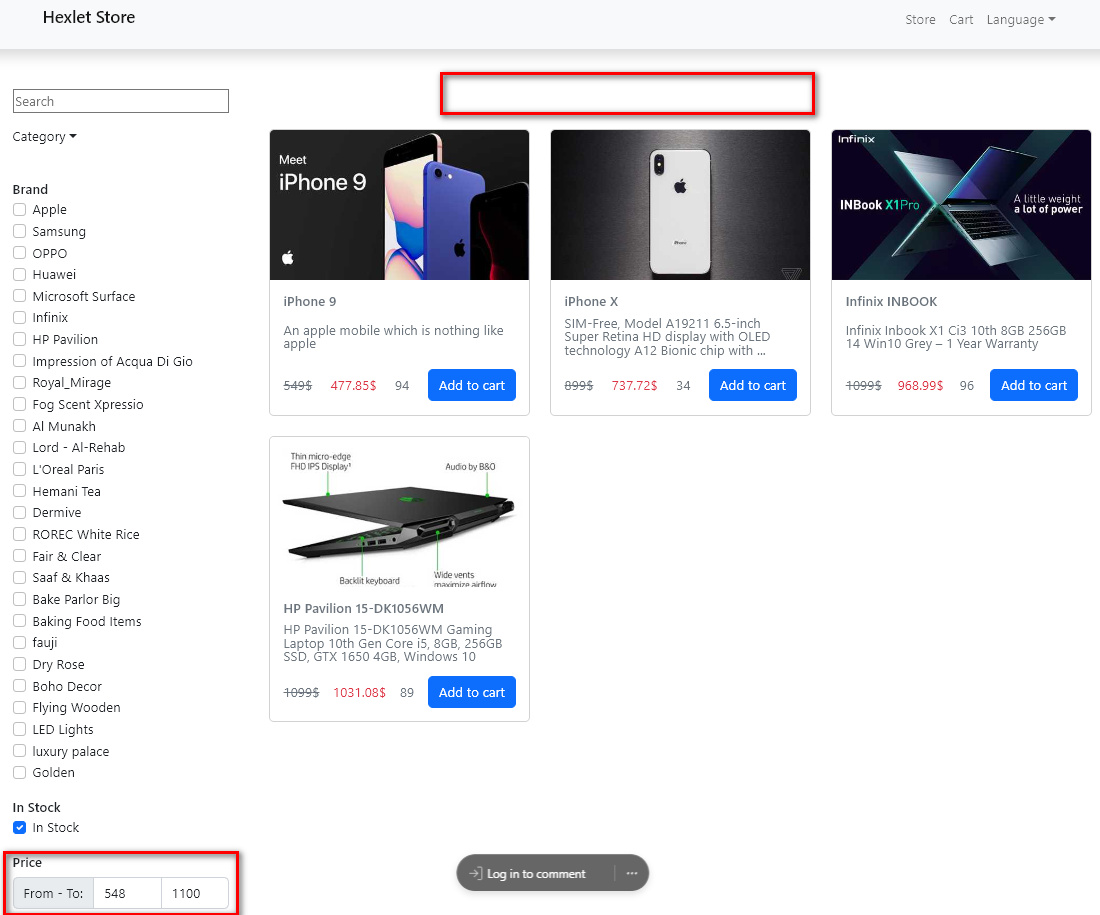 Hexlet Store
Store Cart Language
Search
Category
Brand
Apple
Samsung
OPPO
Huawei
Microsoft Surface
Infinix
HP Pavilion
Impression of Acqua Di Gio
Royal_Mirage
Fog Scent Xpressio
Al Munakh
Lord - Al-Rehab
L'Oreal Paris
Hemani Tea
Dermive
ROREC White Rice
Fair & Clear
Saaf & Khaas
Bake Parlor Big
Baking Food Items
fauji
Dry Rose
Boho Decor
Flying Wooden
LED Lights
luxury palace
Golden
In Stock
In Stock
Price
From - To: 548 1100
Meet
iPhone 9
iPhone 9
An apple mobile which is nothing like
apple
549$ 477.85$ 94 Add to cart
iPhone
iPhone X
SIM-Free, Model A19211 6.5-inch
Super Retina HD display with OLED
technology A12 Bionic chip with ...
899$ 737.72$ 34 Add to cart
Infinix
INBook X1Pro
A little weight
a lot of power
Infinix INBOOK
Infinix Inbook X1 Ci3 10th 8GB 256GB
14 Win10 Grey – 1 Year Warranty
1099$ 968.99$ 96 Add to cart
Thin micro-edge
FHD IPS Display¹
Audio by B&O
Backlit keyboard
Wide vents
maximize airflow
HP Pavilion 15-DK1056WM
HP Pavilion 15-DK1056WM Gaming
Laptop 10th Gen Core i5, 8GB, 256GB
SSD, GTX 1650 4GB, Windows 10
1099$ 1031.08$ 89 Add to cart
Log in to comment